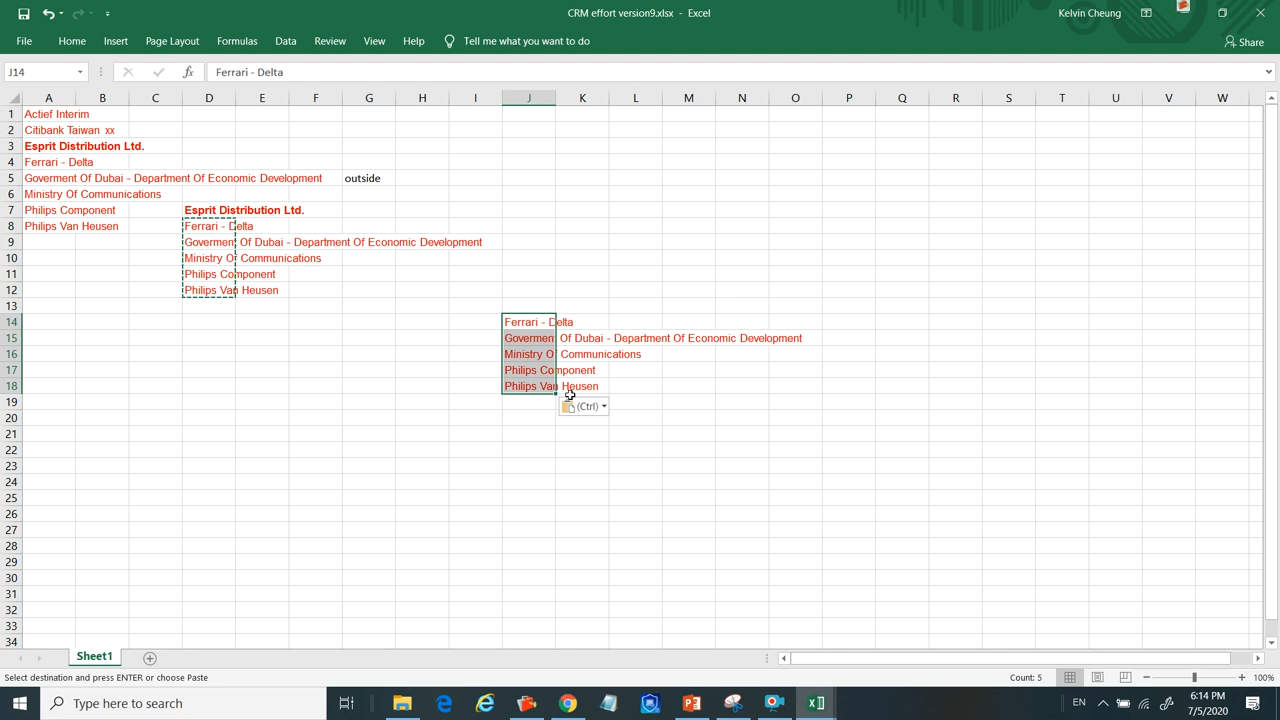 CRM effort version9.xlsx - Excel
Kelvin Cheung
File Home Insert Page Layout Formulas Data Review View Help Tell me what you want to do Share
J14 fx Ferrari - Delta
A B C D E F G H I J K L M N O P Q R S T U V W
1 Actief Interim
2 Citibank Taiwan xx
3 Esprit Distribution Ltd.
4 Ferrari - Delta
5 Goverment Of Dubai - Department Of Economic Development outside
6 Ministry Of Communications
7 Philips Component Esprit Distribution Ltd.
8 Philips Van Heusen Ferrari - Delta
9 Goverment Of Dubai - Department Of Economic Development
10 Ministry Of Communications
11 Philips Component
12 Philips Van Heusen
13
14 Ferrari - Delta
15 Goverment Of Dubai - Department Of Economic Development
16 Ministry Of Communications
17 Philips Component
18 Philips Van Heusen
19 (Ctrl)
20
21
22
23
24
25
26
27
28
29
30
31
32
33
34
Sheet1
Select destination and press ENTER or choose Paste Count: 5 100%
Type here to search EN 6:14 PM
7/5/2020